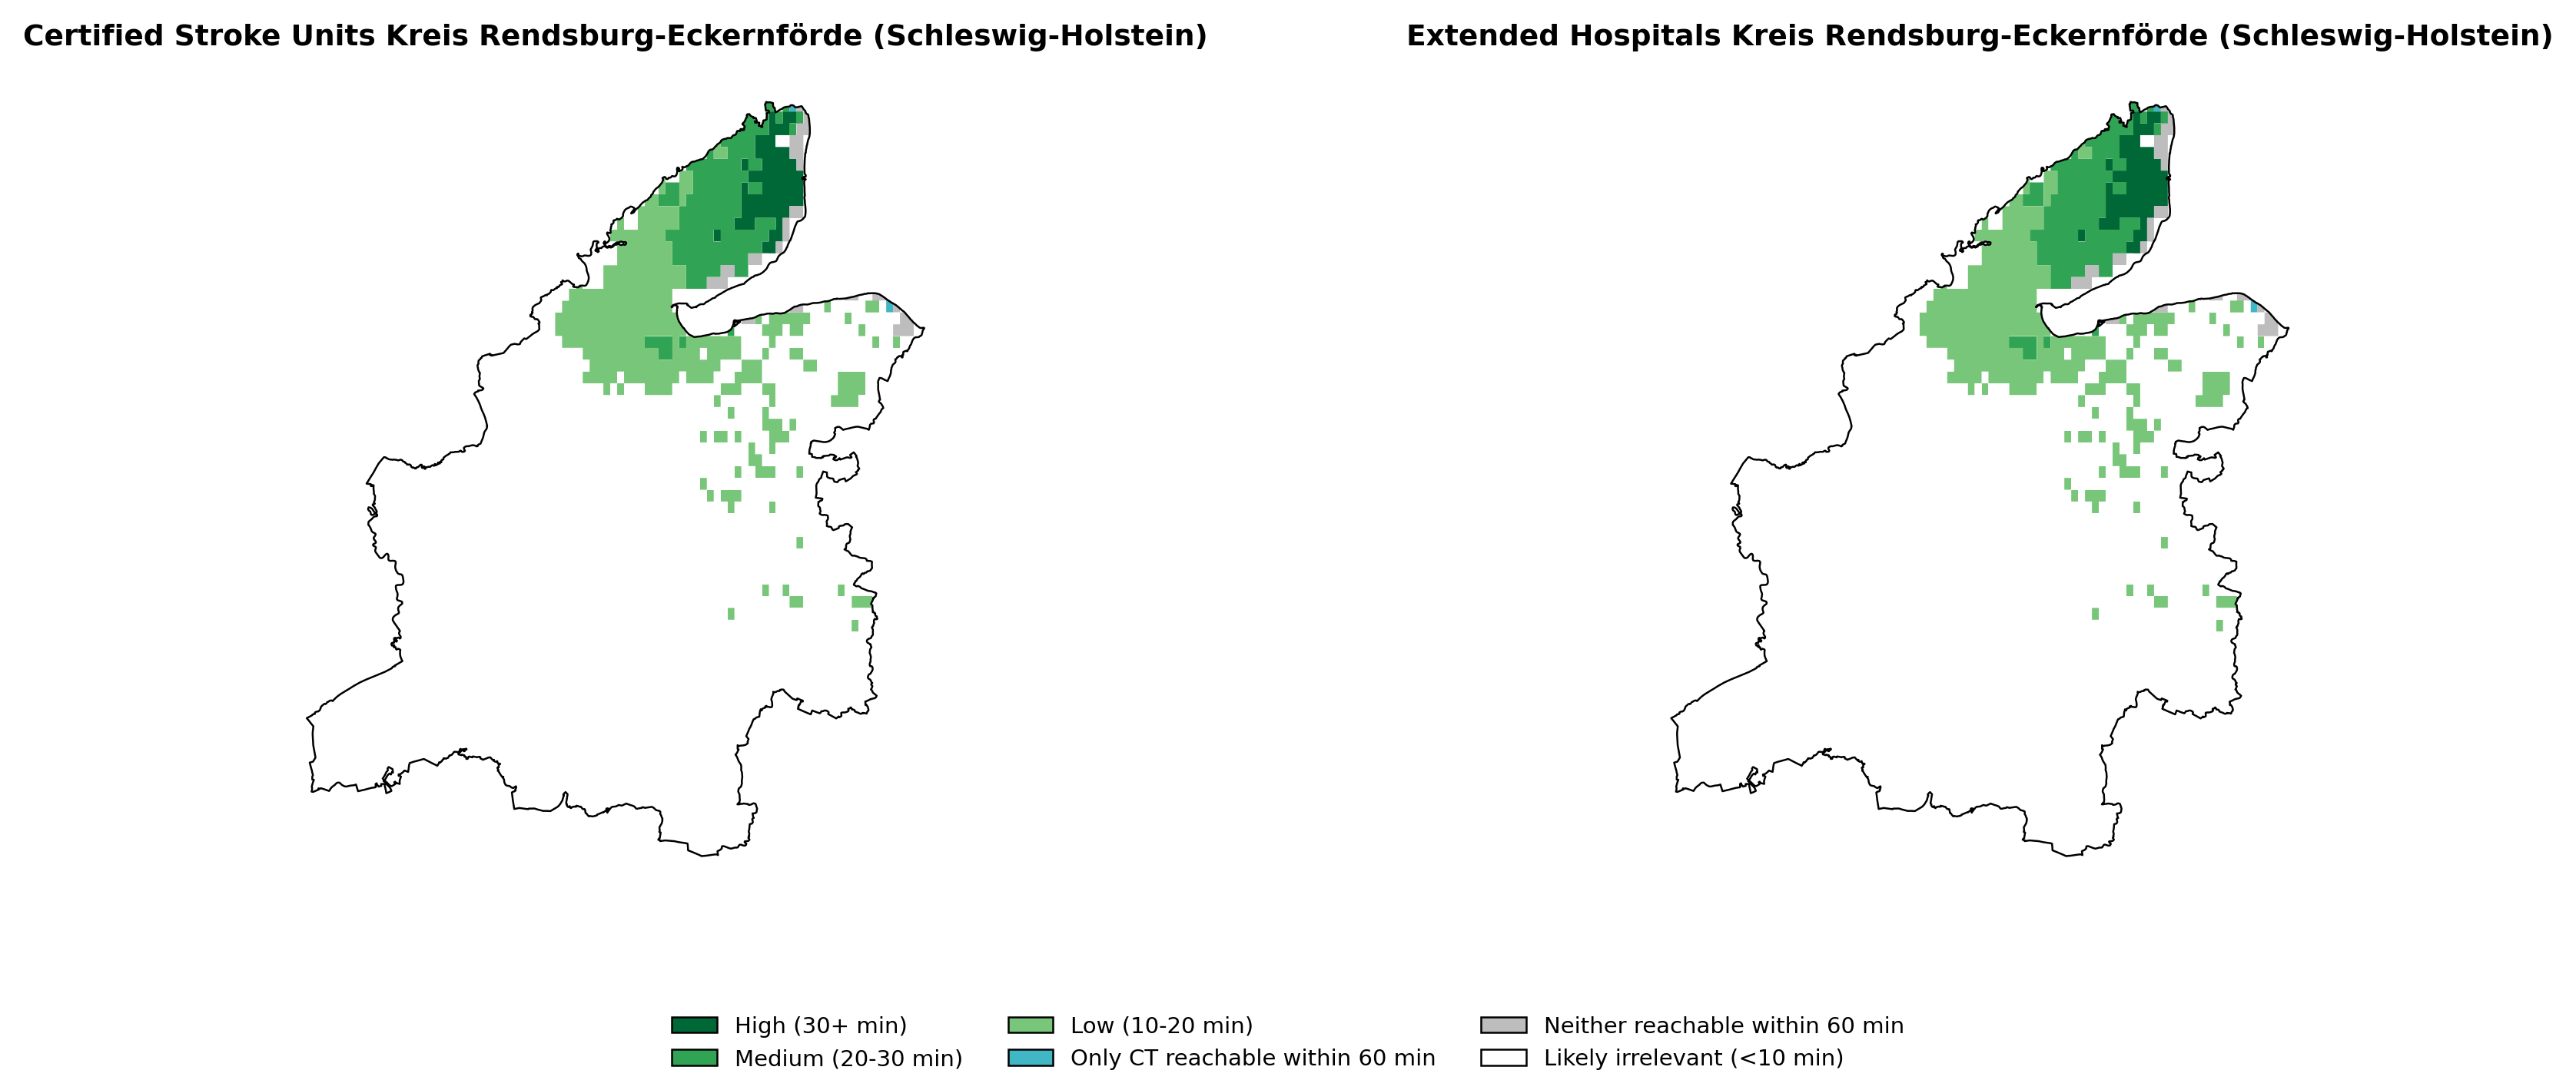 Certified Stroke Units Kreis Rendsburg-Eckernförde (Schleswig-Holstein)
Extended Hospitals Kreis Rendsburg-Eckernförde (Schleswig-Holstein)
High (30+ min)
Medium (20-30 min)
Low (10-20 min)
Only CT reachable within 60 min
Neither reachable within 60 min
Likely irrelevant (<10 min)